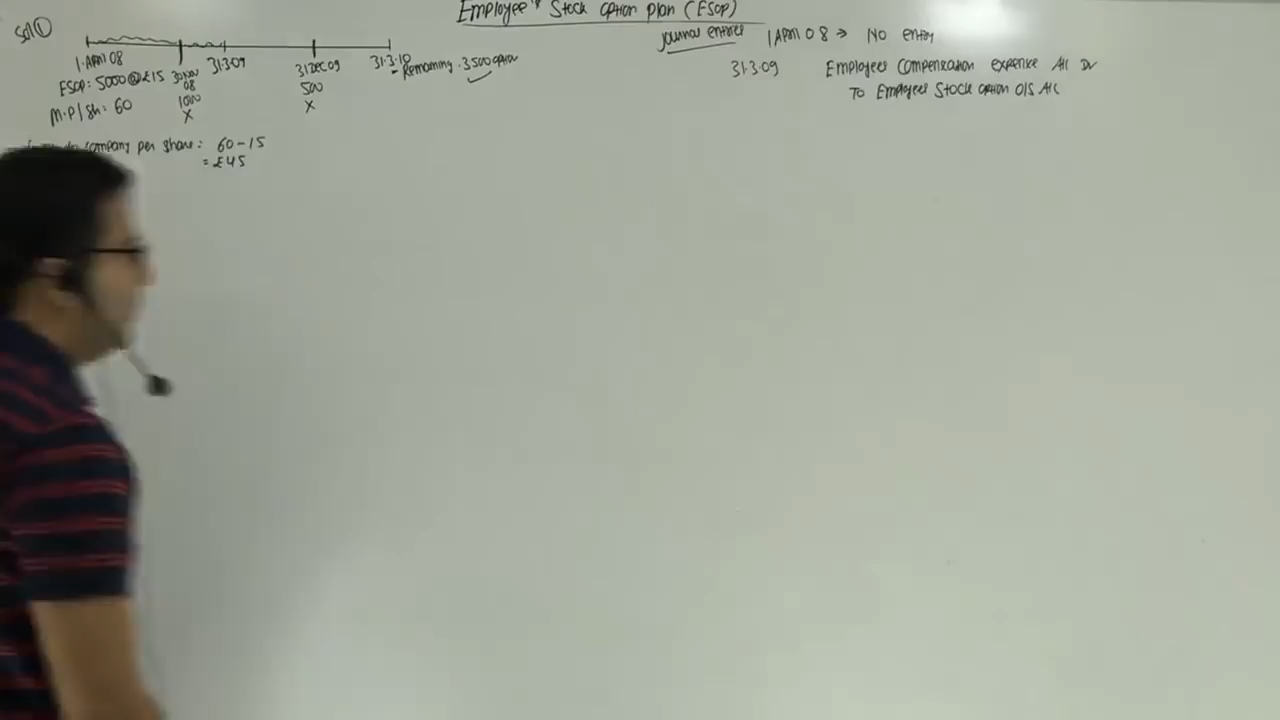 Employee's Stock option plan (ESOP)
Sol ①
1 April 08
30 Nov 08
31.3.09
31 Dec 09
31.3.10
Remaining 3500 option
ESOP: 5000 @ £15
1000
500
M.P/Sh: 60
X
X
company per share: 60-15
= £45
Journal entries
1 April 08 → No entry
31.3.09 Employees Compensation expense A/c Dr
To Employees Stock option O/S A/c